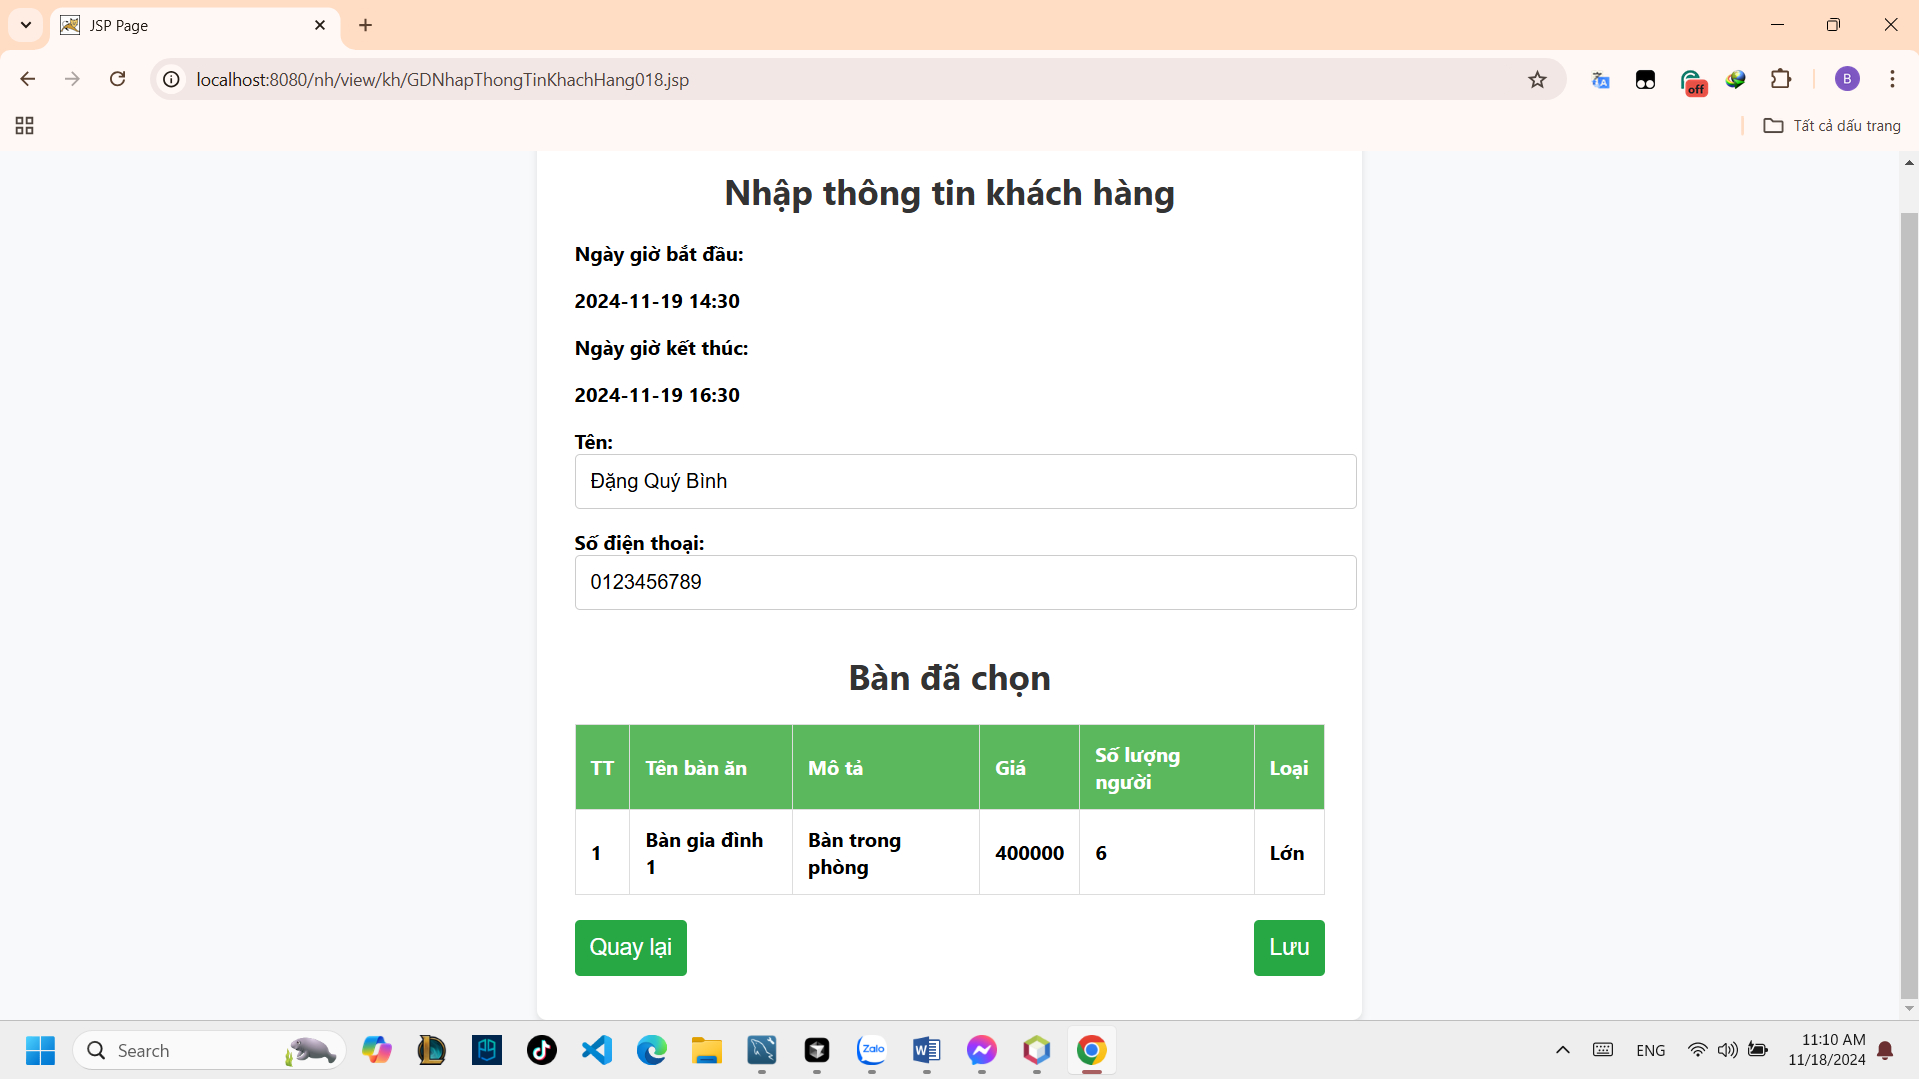 JSP Page
localhost:8080/nh/view/kh/GDNhapThongTinKhachHang018.jsp
off
B
Tất cả dấu trang
Nhập thông tin khách hàng
Ngày giờ bắt đầu:
2024-11-19 14:30
Ngày giờ kết thúc:
2024-11-19 16:30
Tên:
Đặng Quý Bình
Số điện thoại:
0123456789
Bàn đã chọn
TT Tên bàn ăn Mô tả Giá Số lượng người Loại
1 Bàn gia đình 1 Bàn trong phòng 400000 6 Lớn
Quay lại Lưu
Search
Zalo
W
ENG
11:10 AM
11/18/2024